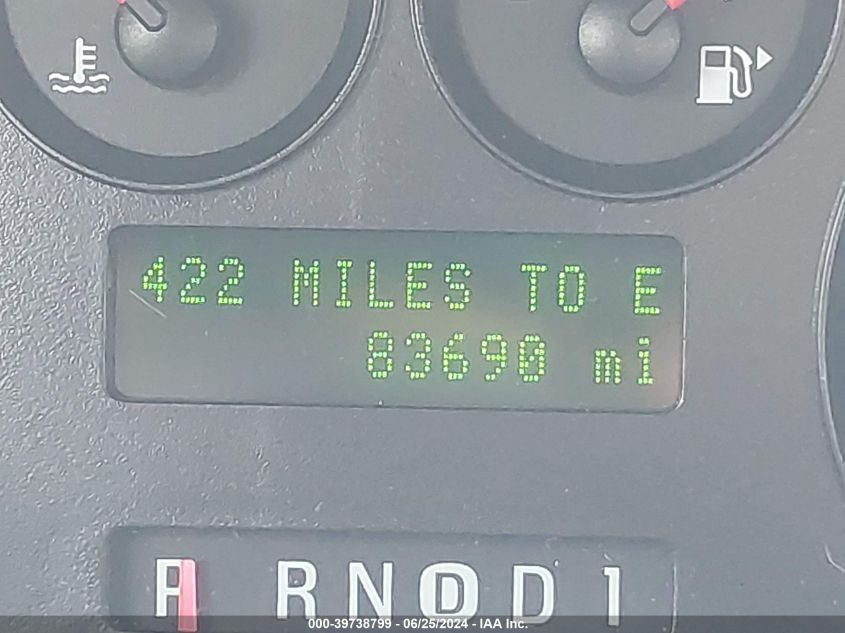 422 MILES TO E
83690 mi
P R N D D 1
000-39738799 - 06/25/2024 - IAA Inc.